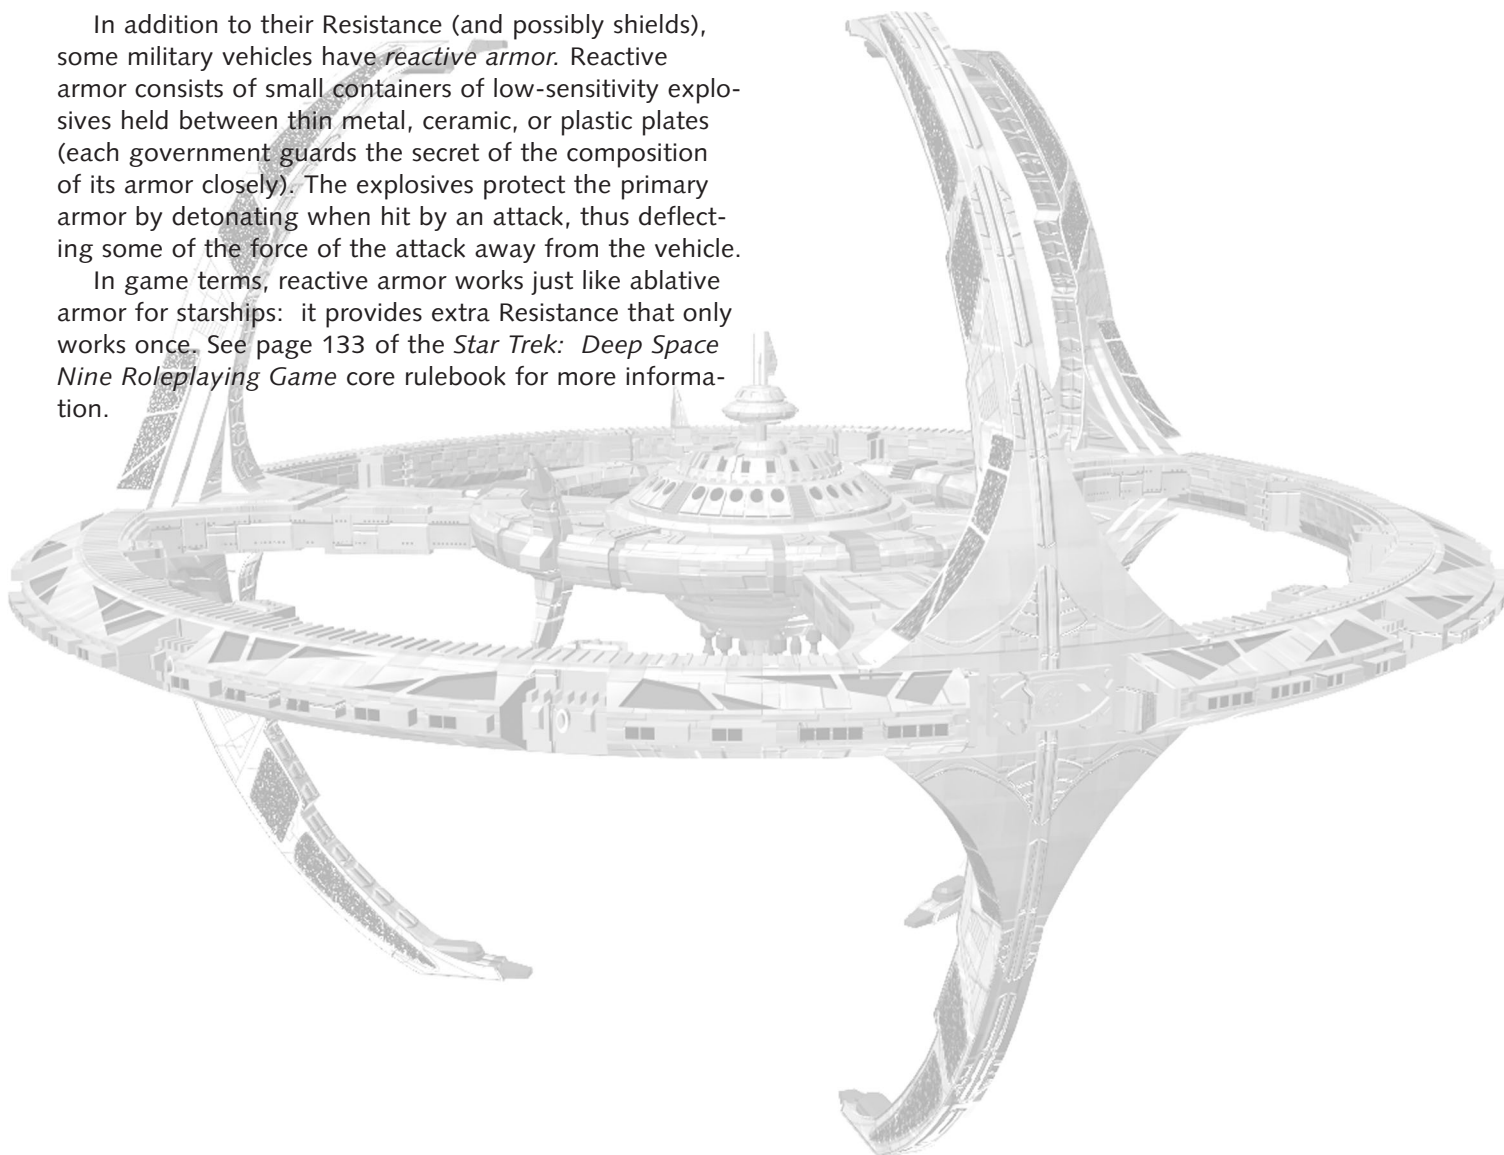 In addition to their Resistance (and possibly shields),
some military vehicles have reactive armor. Reactive
armor consists of small containers of low-sensitivity explo-
sives held between thin metal, ceramic, or plastic plates
(each government guards the secret of the composition
of its armor closely). The explosives protect the primary
armor by detonating when hit by an attack, thus deflect-
ing some of the force of the attack away from the vehicle.
In game terms, reactive armor works just like ablative
armor for starships:  it provides extra Resistance that only
works once. See page 133 of the Star Trek:  Deep Space
Nine Roleplaying Game core rulebook for more informa-
tion.